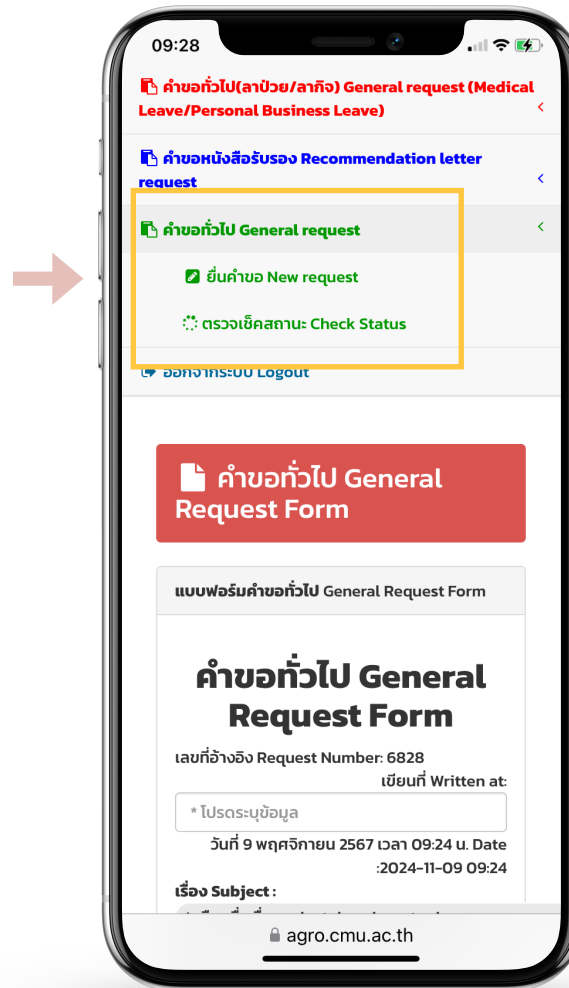 09:28
คำขอทั่วไป(ลาป่วย/ลากิจ) General request (Medical
Leave/Personal Business Leave)
คำขอหนังสือรับรอง Recommendation letter
request
คำขอทั่วไป General request
ยื่นคำขอ New request
ตรวจเช็คสถานะ Check Status
ออกจากระบบ Logout
คำขอทั่วไป General
Request Form
แบบฟอร์มคำขอทั่วไป General Request Form
คำขอทั่วไป General
Request Form
เลขที่อ้างอิง Request Number: 6828
เขียนที่ Written at:
* โปรดระบุข้อมูล
วันที่ 9 พฤศจิกายน 2567 เวลา 09:24 น. Date
:2024-11-09 09:24
เรื่อง Subject :
agro.cmu.ac.th